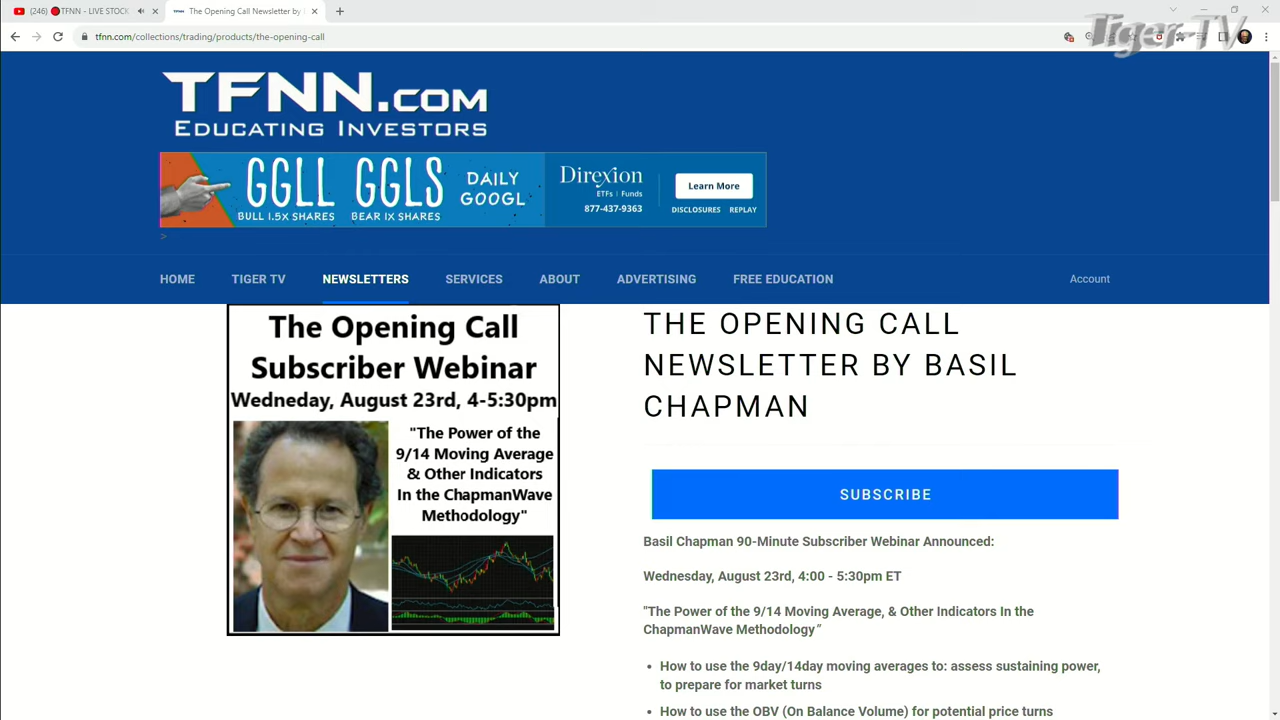 (246) 🔴TFNN - LIVE STOCK
The Opening Call Newsletter by
tfnn.com/collections/trading/products/the-opening-call
Tiger-TV
TFNN.COM
EDUCATING INVESTORS
GGLL GGLS
BULL 1.5X SHARES BEAR 1X SHARES
DAILY
GOOGL
Direxion
ETFs | Funds
877-437-9363
Learn More
DISCLOSURES REPLAY
>
HOME TIGER TV NEWSLETTERS SERVICES ABOUT ADVERTISING FREE EDUCATION Account
The Opening Call
Subscriber Webinar
Wedneday, August 23rd, 4-5:30pm
"The Power of the
9/14 Moving Average
& Other Indicators
In the ChapmanWave
Methodology"
THE OPENING CALL
NEWSLETTER BY BASIL
CHAPMAN
SUBSCRIBE
Basil Chapman 90-Minute Subscriber Webinar Announced:
Wednesday, August 23rd, 4:00 - 5:30pm ET
"The Power of the 9/14 Moving Average, & Other Indicators In the
ChapmanWave Methodology”
• How to use the 9day/14day moving averages to: assess sustaining power,
to prepare for market turns
• How to use the OBV (On Balance Volume) for potential price turns